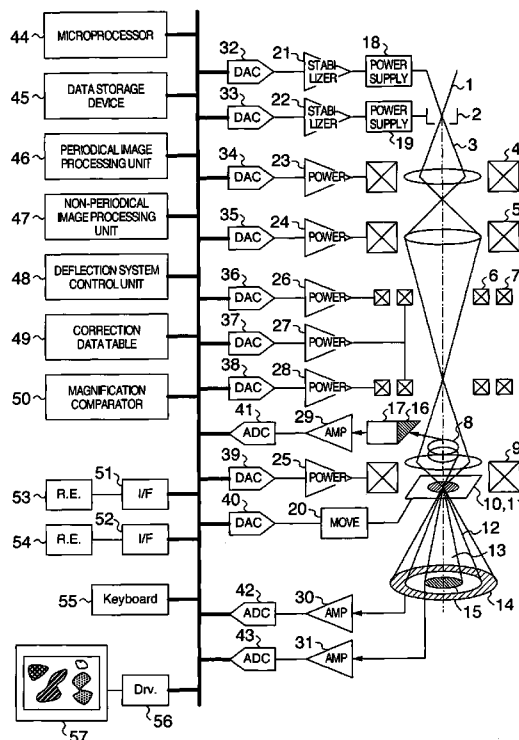 44 MICROPROCESSOR
45 DATA STORAGE DEVICE
46 PERIODICAL IMAGE PROCESSING UNIT
47 NON-PERIODICAL IMAGE PROCESSING UNIT
48 DEFLECTION SYSTEM CONTROL UNIT
49 CORRECTION DATA TABLE
50 MAGNIFICATION COMPARATOR
51
53 R.E. I/F
52
54 R.E. I/F
55 Keyboard
Drv.
57 56
32 DAC 21 STABILIZER 18 POWER SUPPLY
33 DAC 22 STABILIZER POWER SUPPLY 19
34 DAC 23 POWER
35 DAC 24 POWER
36 DAC 26 POWER
37 DAC 27 POWER
38 DAC 28 POWER
41 ADC 29 AMP 17 16
39 DAC 25 POWER
40 DAC 20 MOVE
42 ADC 30 AMP
43 ADC 31 AMP
1
2
3
4
5
6 7
8
9
10,11
12
13
14
15